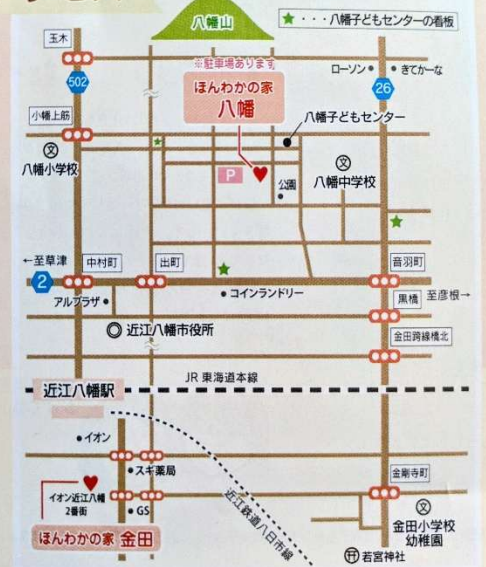 八幡山
★・・・八幡子どもセンターの看板
玉木
※駐車場あります
ローソン
きてかーな
502
ほんわかの家
八幡
26
小幡上筋
八幡子どもセンター
文
八幡小学校
文
八幡中学校
P
公園
←至草津
中村町
出町
音羽町
2
コインランドリー
アルプラザ
黒橋
至彦根→
近江八幡市役所
金田跨線橋北
JR 東海道本線
近江八幡駅
イオン
スギ薬局
イオン近江八幡
2番街
GS
金剛寺町
近江鉄道八日市線
文
金田小学校
幼稚園
ほんわかの家 金田
若宮神社